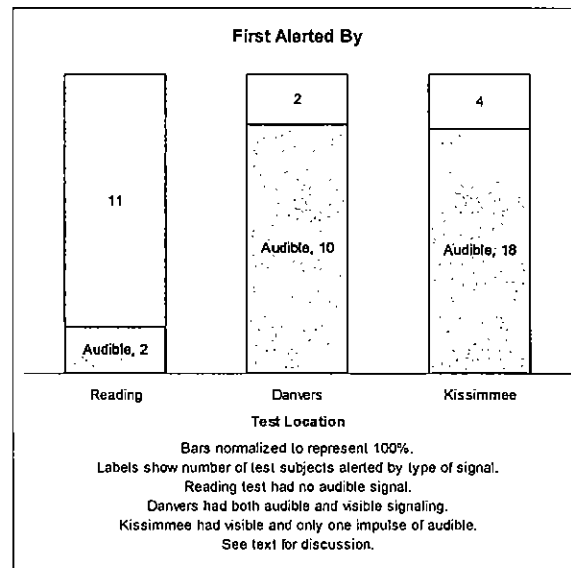 First Alerted By
11
2
4
Audible, 10
Audible, 18
Audible, 2
Reading
Danvers
Kissimmee
Test Location
Bars normalized to represent 100%.
Labels show number of test subjects alerted by type of signal.
Reading test had no audible signal.
Danvers had both audible and visible signaling.
Kissimmee had visible and only one impulse of audible.
See text for discussion.